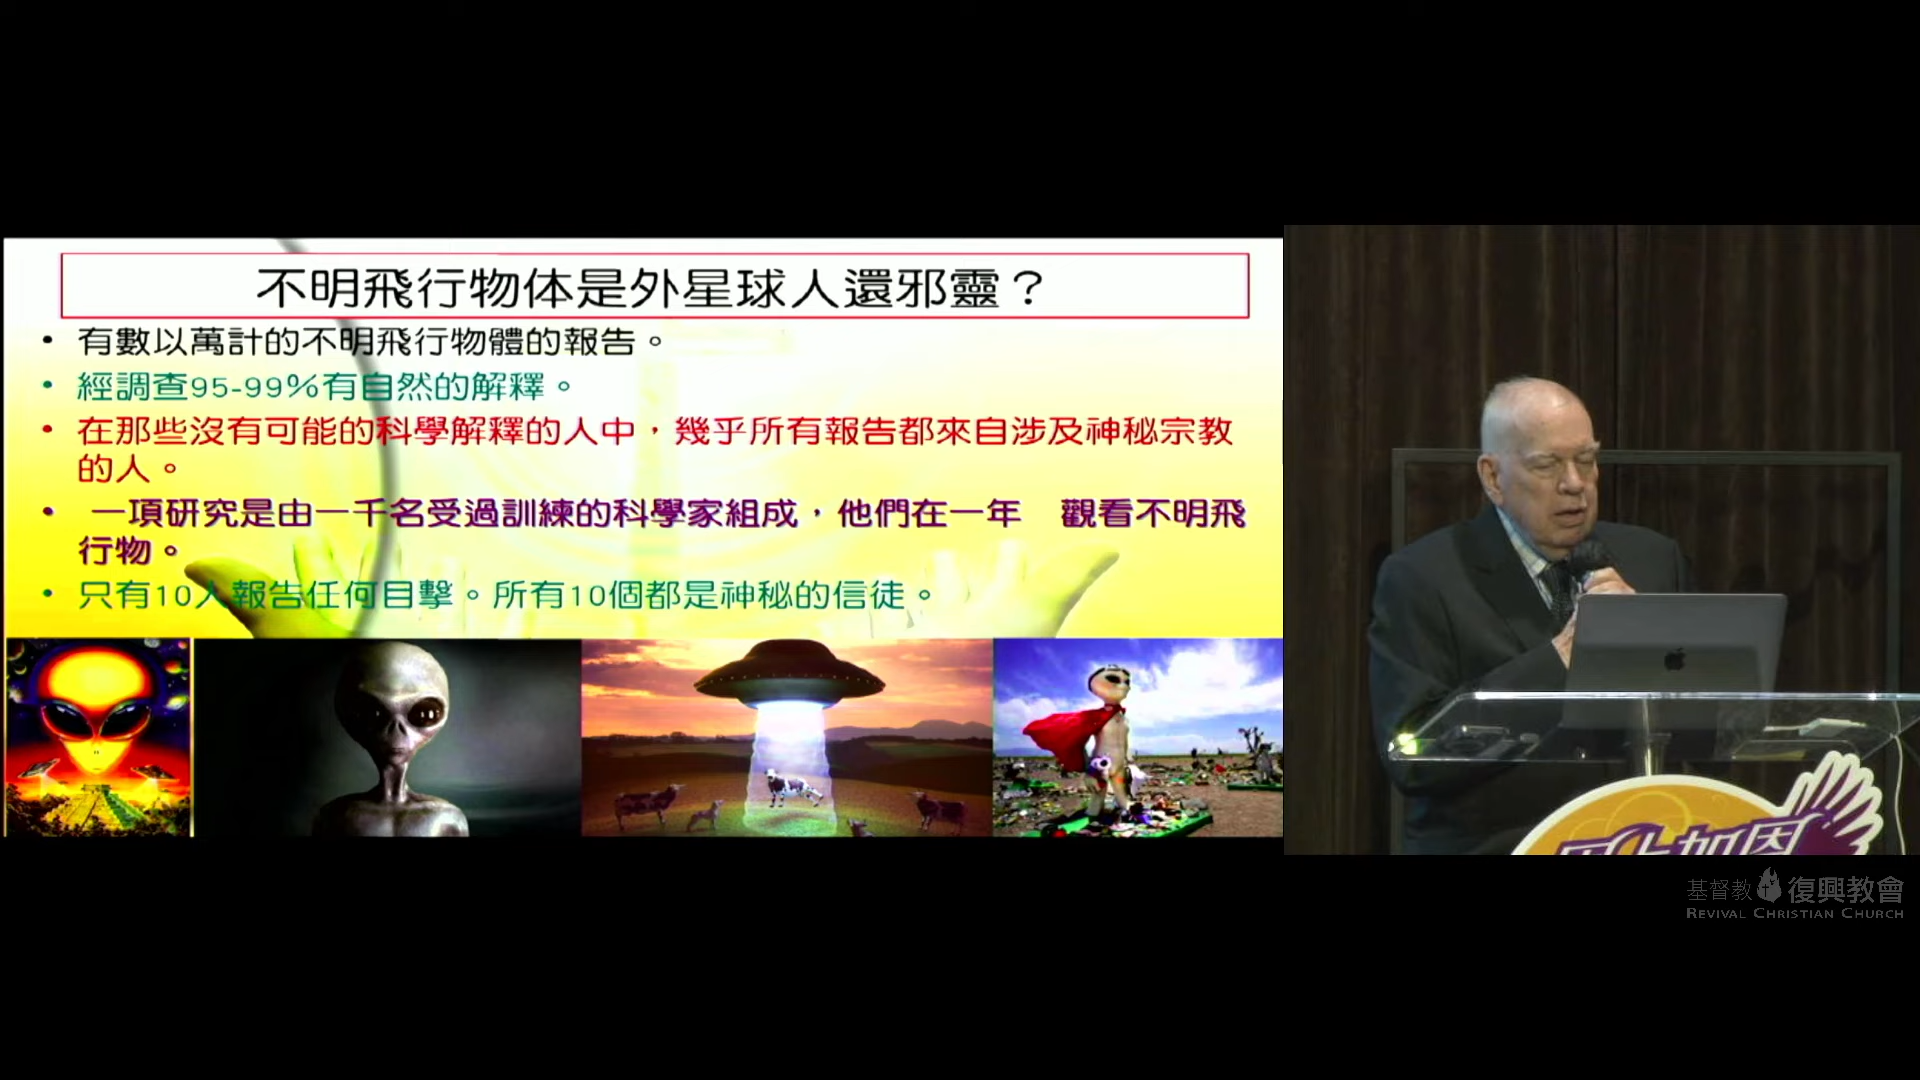 不明飛行物体是外星球人還邪靈？
• 有數以萬計的不明飛行物體的報告。
• 經調查95-99%有自然的解釋。
• 在那些沒有可能的科學解釋的人中，幾乎所有報告都來自涉及神秘宗教
的人。
• 一項研究是由一千名受過訓練的科學家組成，他們在一年 觀看不明飛
行物。
• 只有10人報告任何目擊。所有10個都是神秘的信徒。
基督教 復興教會
REVIVAL CHRISTIAN CHURCH